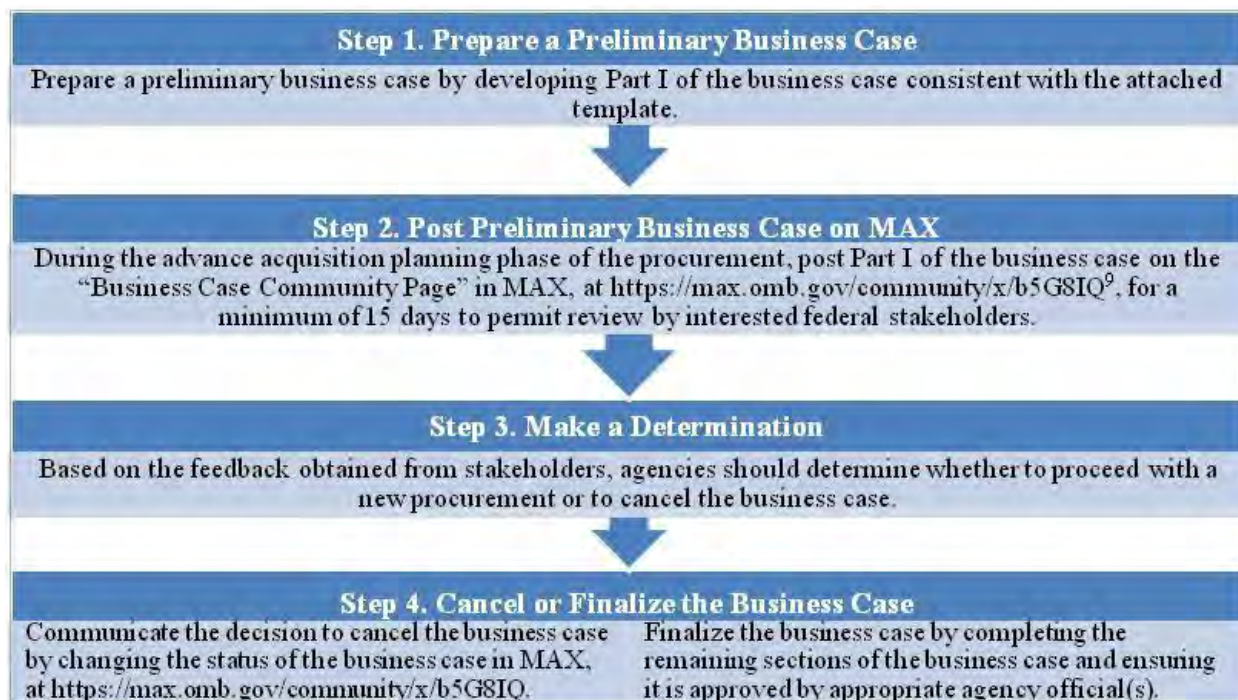 Step 1. Prepare a Preliminary Business Case
Prepare a preliminary business case by developing Part I of the business case consistent with the attached
template.
Step 2. Post Preliminary Business Case on MAX
During the advance acquisition planning phase of the procurement, post Part I of the business case on the
“Business Case Community Page” in MAX, at https://max.omb.gov/community/x/b5G8IQ⁹, for a
minimum of 15 days to permit review by interested federal stakeholders.
Step 3. Make a Determination
Based on the feedback obtained from stakeholders, agencies should determine whether to proceed with a
new procurement or to cancel the business case.
Step 4. Cancel or Finalize the Business Case
Communicate the decision to cancel the business case
by changing the status of the business case in MAX,
at https://max.omb.gov/community/x/b5G8IQ.
Finalize the business case by completing the
remaining sections of the business case and ensuring
it is approved by appropriate agency official(s)